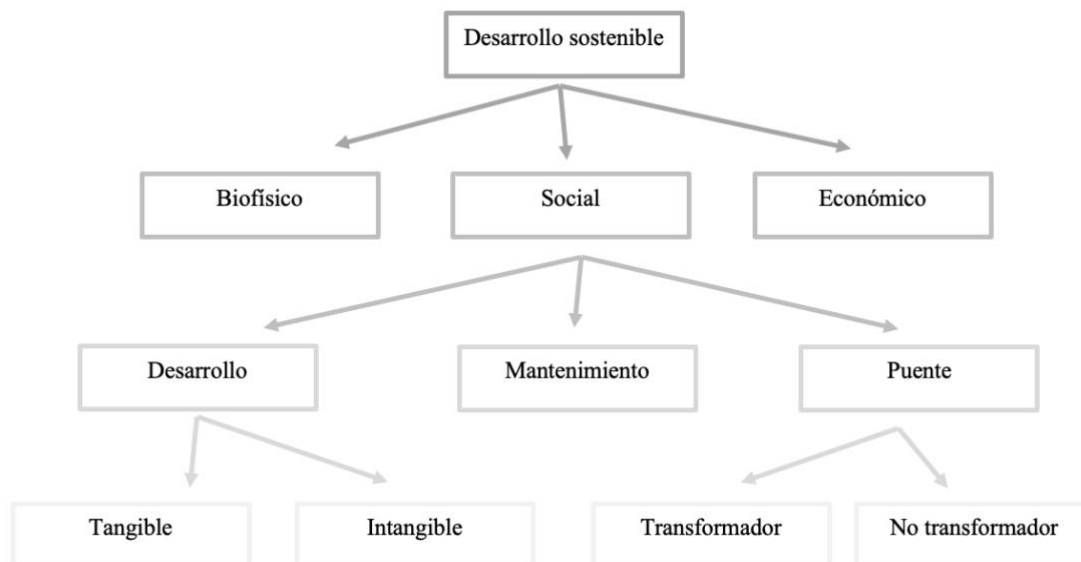 Desarrollo sostenible
Biofísico
Social
Económico
Desarrollo
Mantenimiento
Puente
Tangible
Intangible
Transformador
No transformador